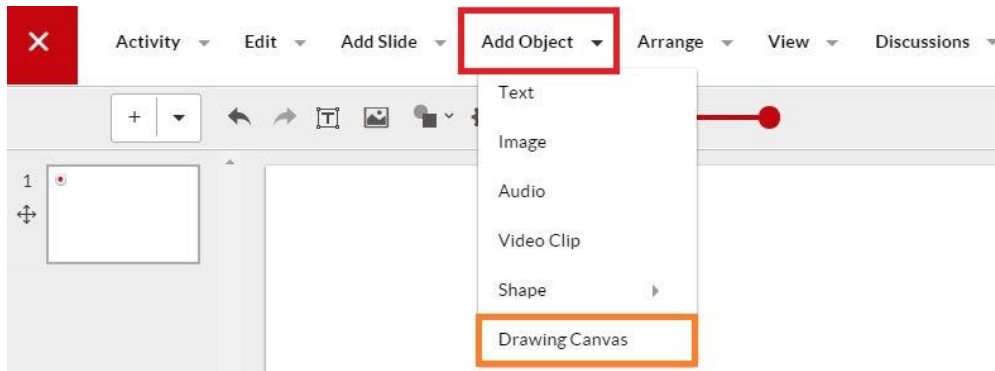 Activity Edit Add Slide Add Object Arrange View Discussions
Text
Image
Audio
Video Clip
Shape
Drawing Canvas
1